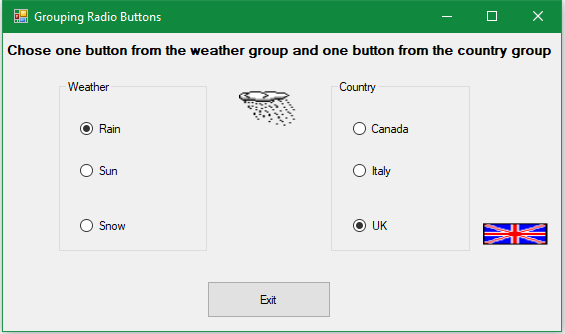 Grouping Radio Buttons
Chose one button from the weather group and one button from the country group
Weather
Rain
Sun
Snow
Country
Canada
Italy
UK
Exit